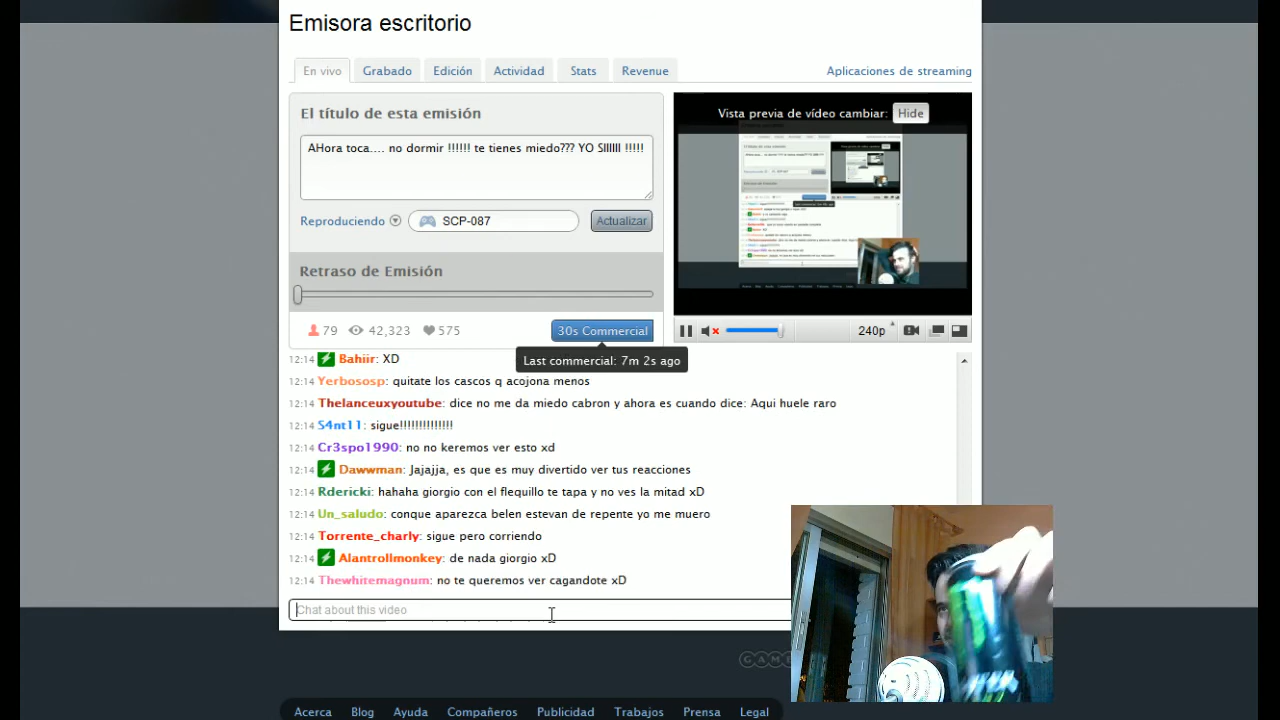 Emisora escritorio
En vivo
Grabado
Edición
Actividad
Stats
Revenue
Aplicaciones de streaming
El título de esta emisión
AHora toca.... no dormir !!!!!! te tienes miedo??? YO SIIIIII !!!!!
Reproduciendo
SCP-087
Actualizar
Retraso de Emisión
79 42,323 575
30s Commercial
Last commercial: 7m 2s ago
Vista previa de vídeo cambiar: Hide
240p
12:14 Bahiir: XD
12:14 Yerbososp: quitate los cascos q acojona menos
12:14 Thelanceuxyoutube: dice no me da miedo cabron y ahora es cuando dice: Aqui huele raro
12:14 S4nt11: sigue!!!!!!!!!!!!!!
12:14 Cr3spo1990: no no keremos ver esto xd
12:14 Dawwman: Jajajja, es que es muy divertido ver tus reacciones
12:14 Rdericki: hahaha giorgio con el flequillo te tapa y no ves la mitad xD
12:14 Un_saludo: conque aparezca belen estevan de repente yo me muero
12:14 Torrente_charly: sigue pero corriendo
12:14 Alantrollmonkey: de nada giorgio xD
12:14 Thewhitemagnum: no te queremos ver cagandote xD
Chat about this video
Acerca Blog Ayuda Compañeros Publicidad Trabajos Prensa Legal